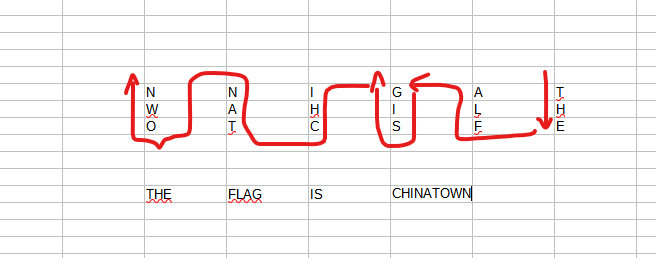 N N I G A T
W A H I L H
O T C S F E
THE FLAG IS CHINATOWN